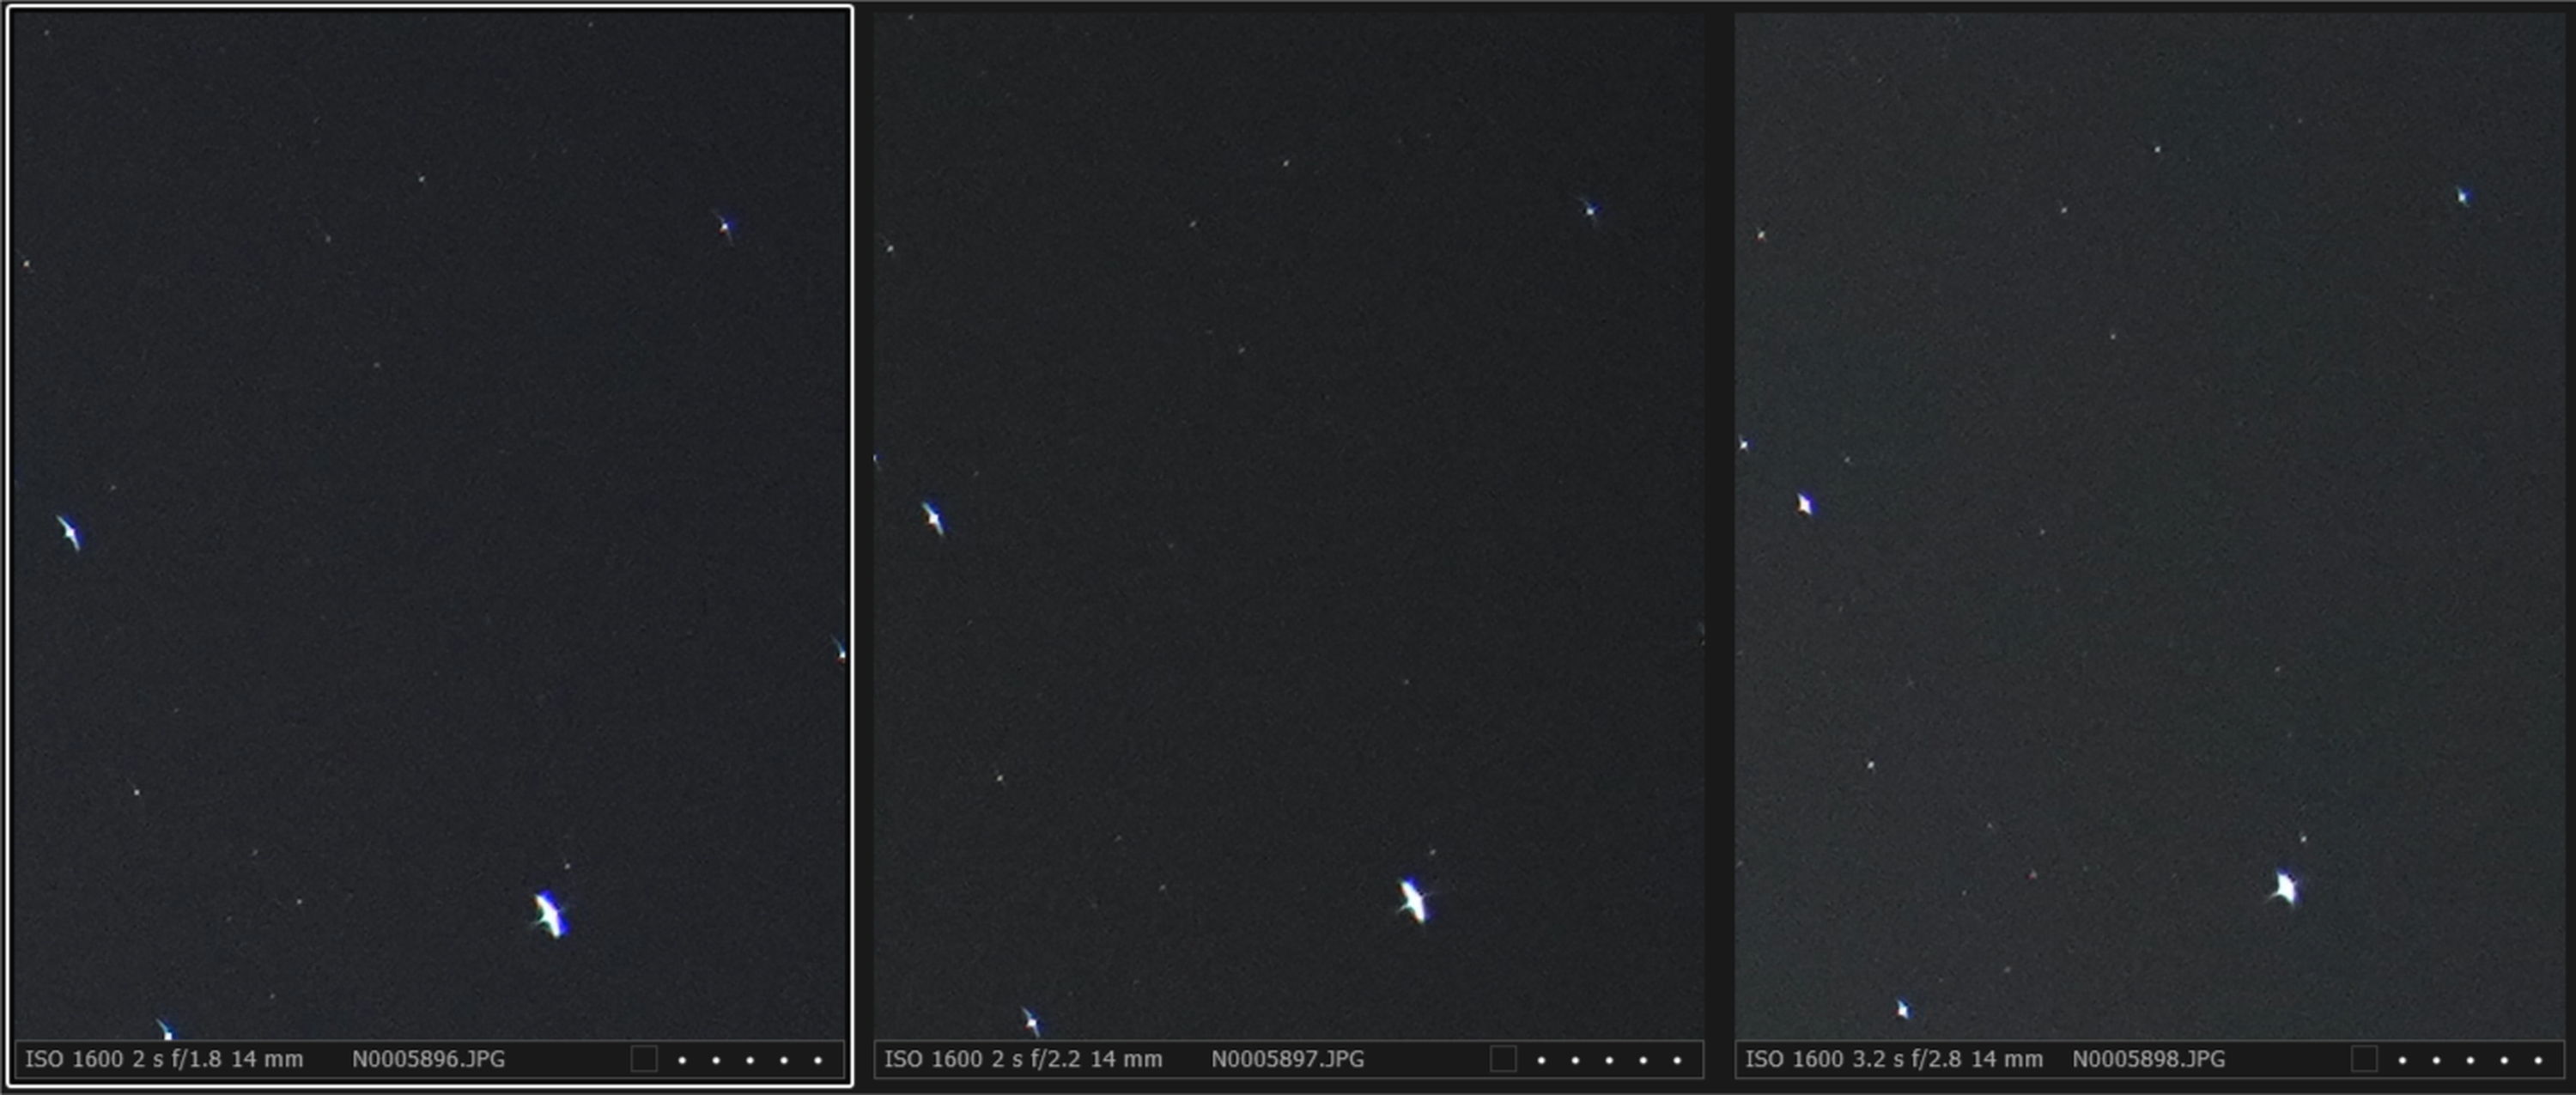 ISO 1600 2 s f/1.8 14 mm N0005896.JPG
ISO 1600 2 s f/2.2 14 mm N0005897.JPG
ISO 1600 3.2 s f/2.8 14 mm N0005898.JPG